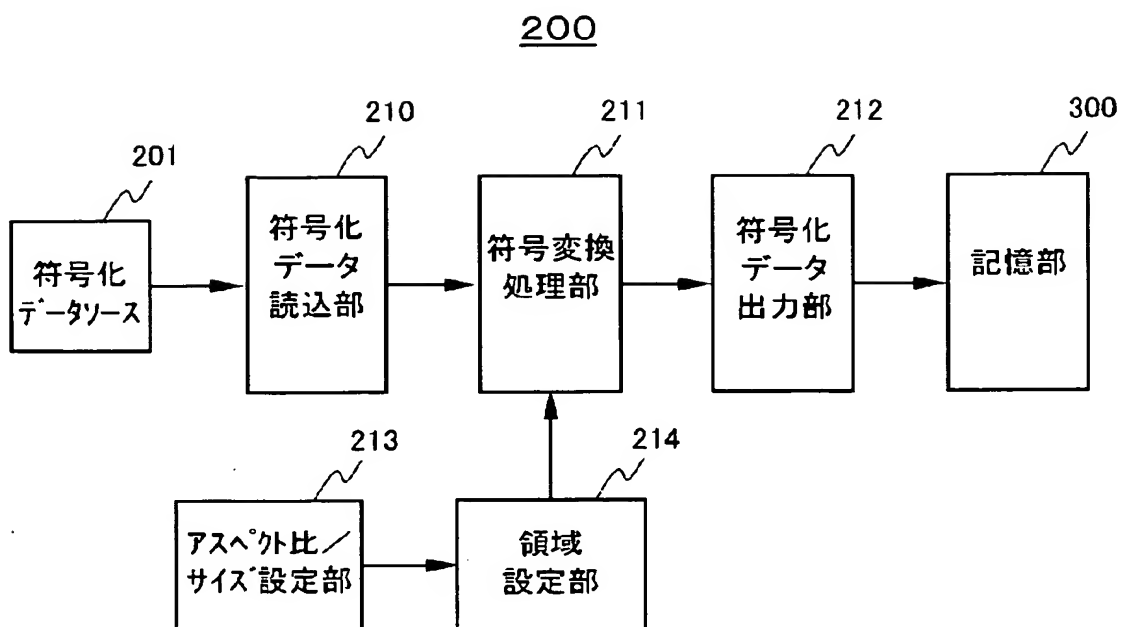 200
201
符号化
データソース
210
符号化
データ
読込部
211
符号変換
処理部
212
符号化
データ
出力部
300
記憶部
213
アスペクト比/
サイズ設定部
214
領域
設定部